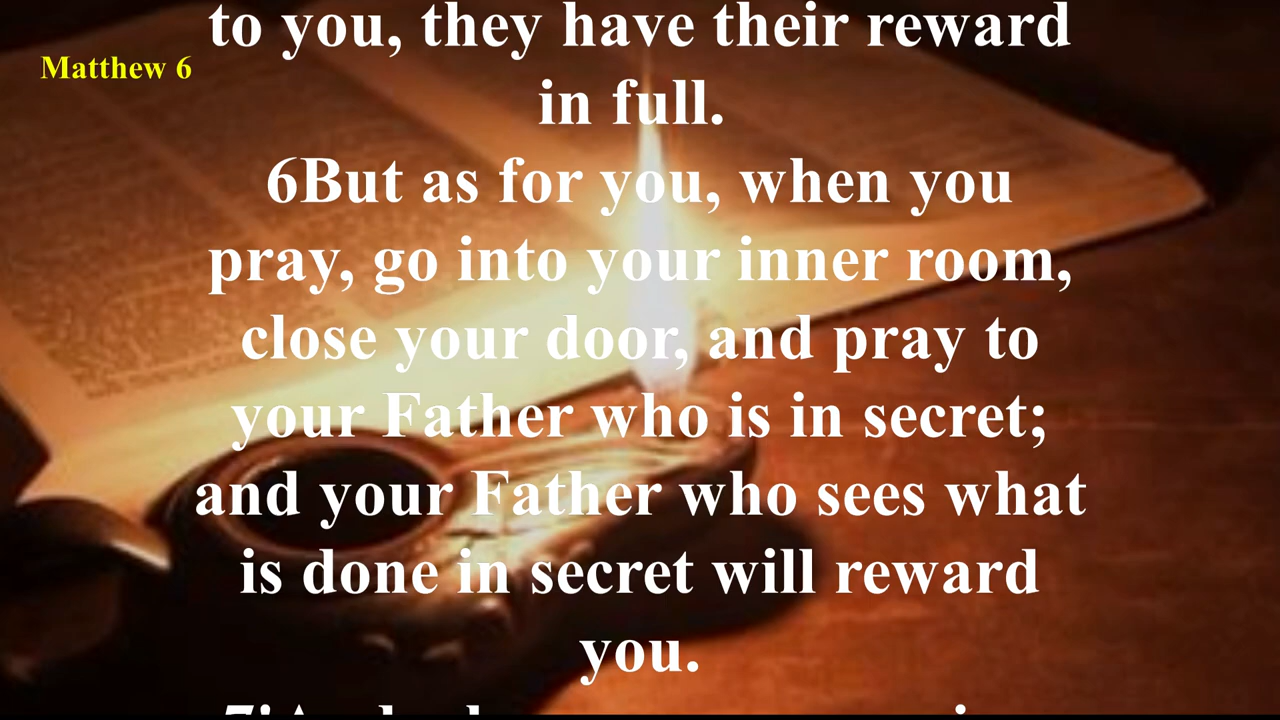 to you, they have their reward
Matthew 6
in full.
6But as for you, when you
pray, go into your inner room,
close your door, and pray to
your Father who is in secret;
and your Father who sees what
is done in secret will reward
you.